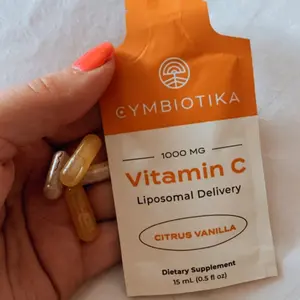 CYMBIOTIKA
1000 MG
Vitamin C
Liposomal Delivery
CITRUS VANILLA
Dietary Supplement
15 mL (0.5 fl oz)